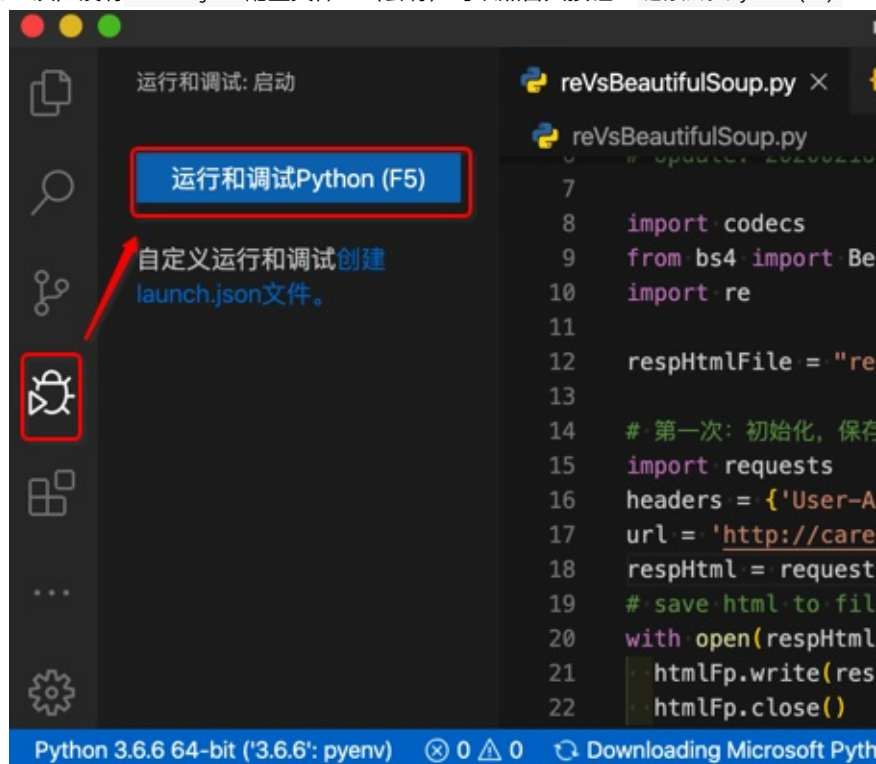 运行和调试: 启动
reVsBeautifulSoup.py
reVsBeautifulSoup.py
运行和调试Python (F5)
自定义运行和调试创建
launch.json文件。
7
8 import codecs
9 from bs4 import Be
10 import re
11
12 respHtmlFile = "re
13
14 # 第一次: 初始化, 保存
15 import requests
16 headers = {'User-A
17 url = 'http://care
18 respHtml = request
19 # save html to fil
20 with open(respHtml
21 htmlFp.write(res
22 htmlFp.close()
Python 3.6.6 64-bit ('3.6.6': pyenv) 0 0 Downloading Microsoft Pyth